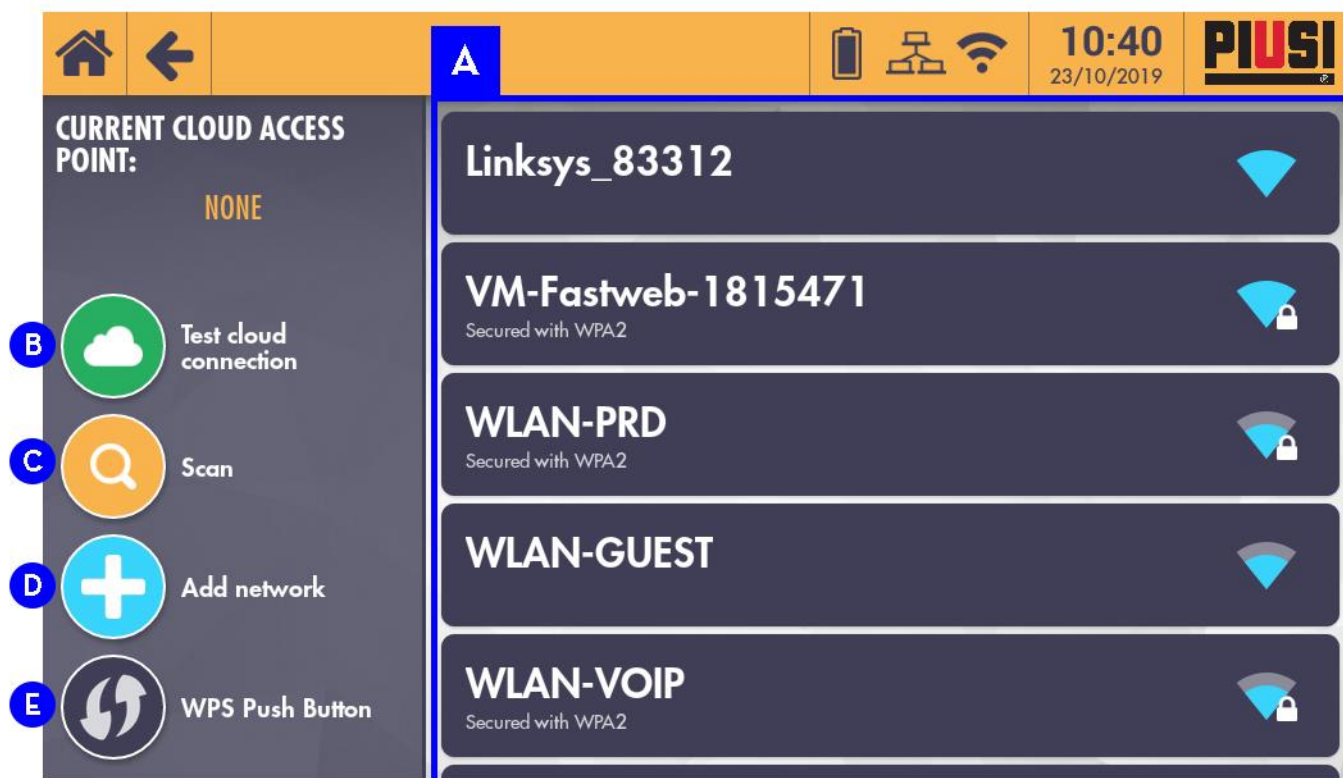 A
10:40
23/10/2019
PIUSI
CURRENT CLOUD ACCESS
POINT:
NONE
B
Test cloud
connection
C
Scan
D
Add network
E
WPS Push Button
Linksys_83312
VM-Fastweb-1815471
Secured with WPA2
WLAN-PRD
Secured with WPA2
WLAN-GUEST
WLAN-VOIP
Secured with WPA2